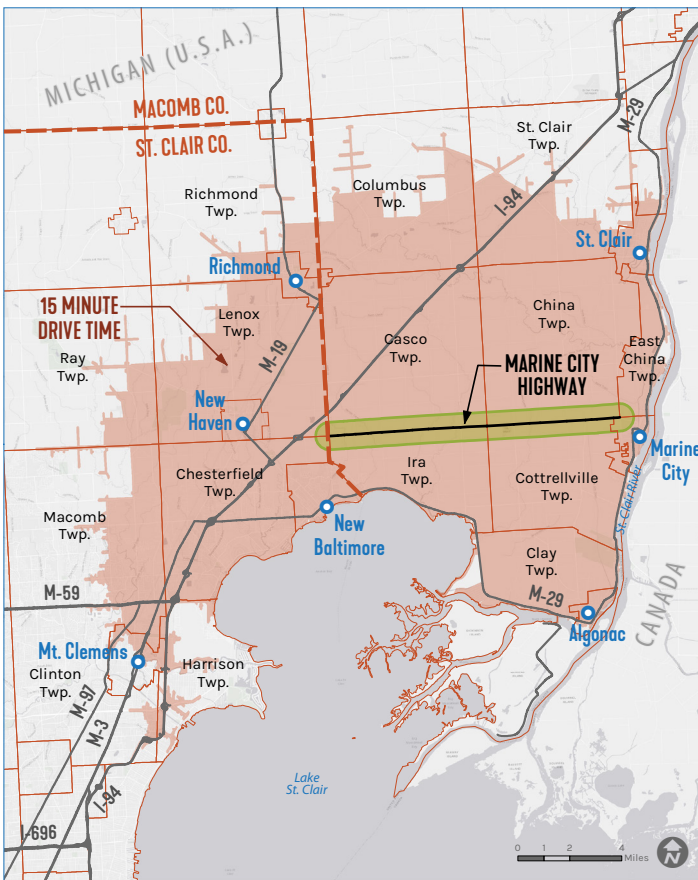 MICHIGAN (U.S.A.)
MACOMB CO.
ST. CLAIR CO.
M-29
St. Clair
Twp.
Richmond
Twp.
Columbus
Twp.
I-94
St. Clair
Richmond
15 MINUTE
DRIVE TIME
Lenox
Twp.
China
Twp.
Ray
Twp.
M-19
Casco
Twp.
East
China
Twp.
MARINE CITY
HIGHWAY
New
Haven
Marine
City
Chesterfield
Twp.
Ira
Twp.
Cottrellville
Twp.
St. Clair River
Macomb
Twp.
New
Baltimore
Clay
Twp.
M-59
M-29
Algonac
CANADA
Mt. Clemens
Clinton
Twp.
Harrison
Twp.
M-97
M-3
I-94
Lake
St. Clair
I-696
0 1 2 4
Miles
N